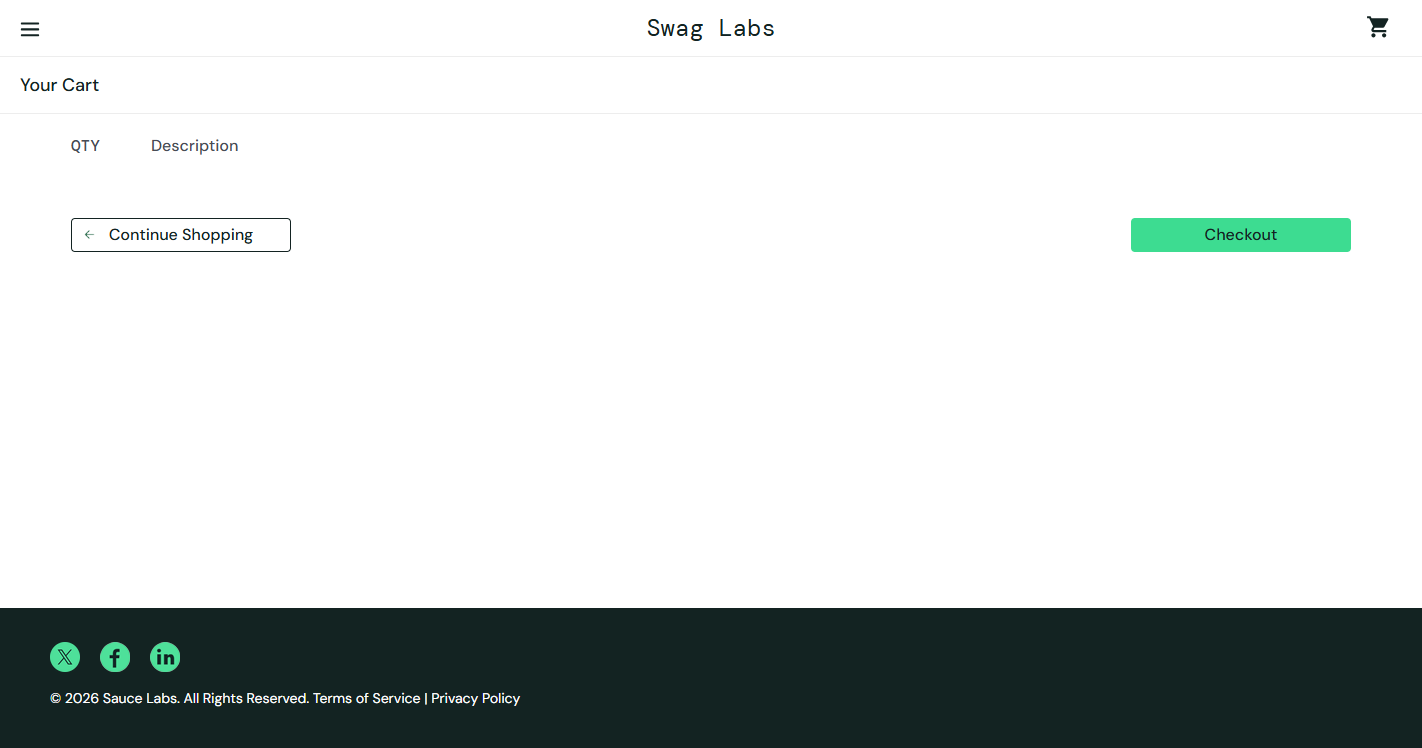 Swag Labs
Your Cart
QTY Description
Continue Shopping Checkout
© 2026 Sauce Labs. All Rights Reserved. Terms of Service | Privacy Policy